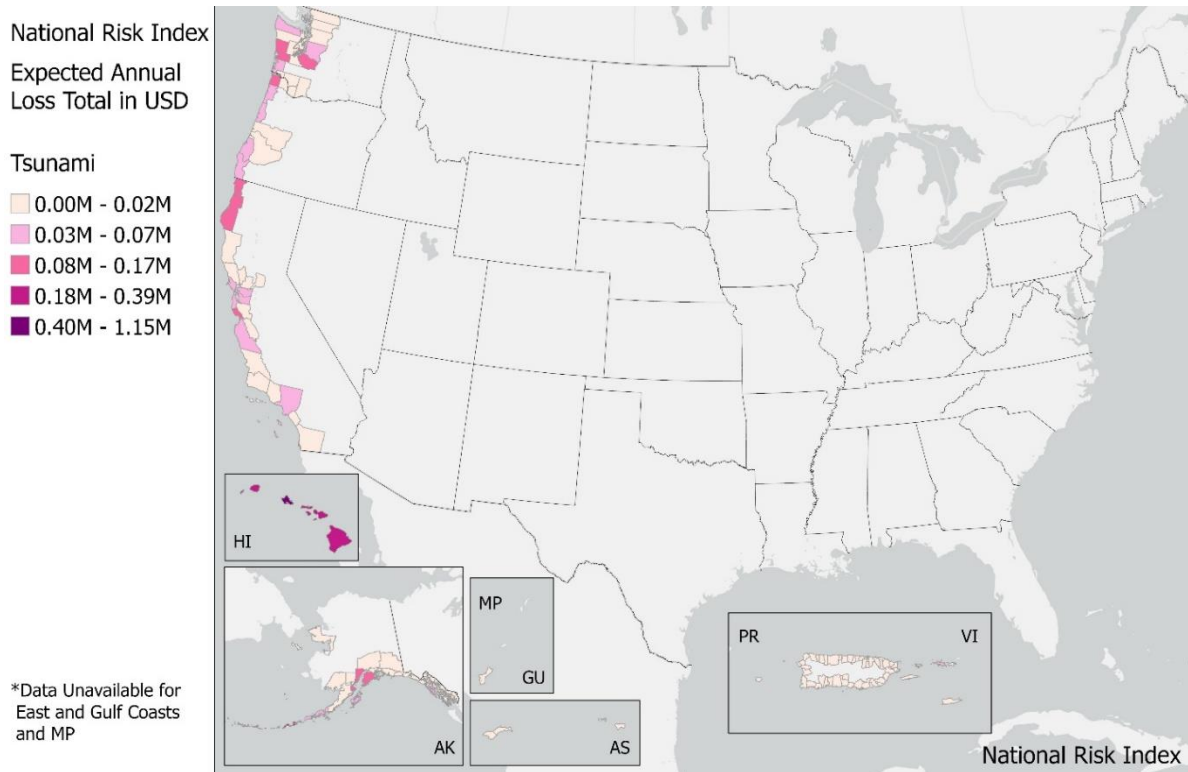 National Risk Index
Expected Annual
Loss Total in USD
Tsunami
0.00M - 0.02M
0.03M - 0.07M
0.08M - 0.17M
0.18M - 0.39M
0.40M - 1.15M
*Data Unavailable for
East and Gulf Coasts
and MP
HI
AK
MP
GU
AS
PR
VI
National Risk Index